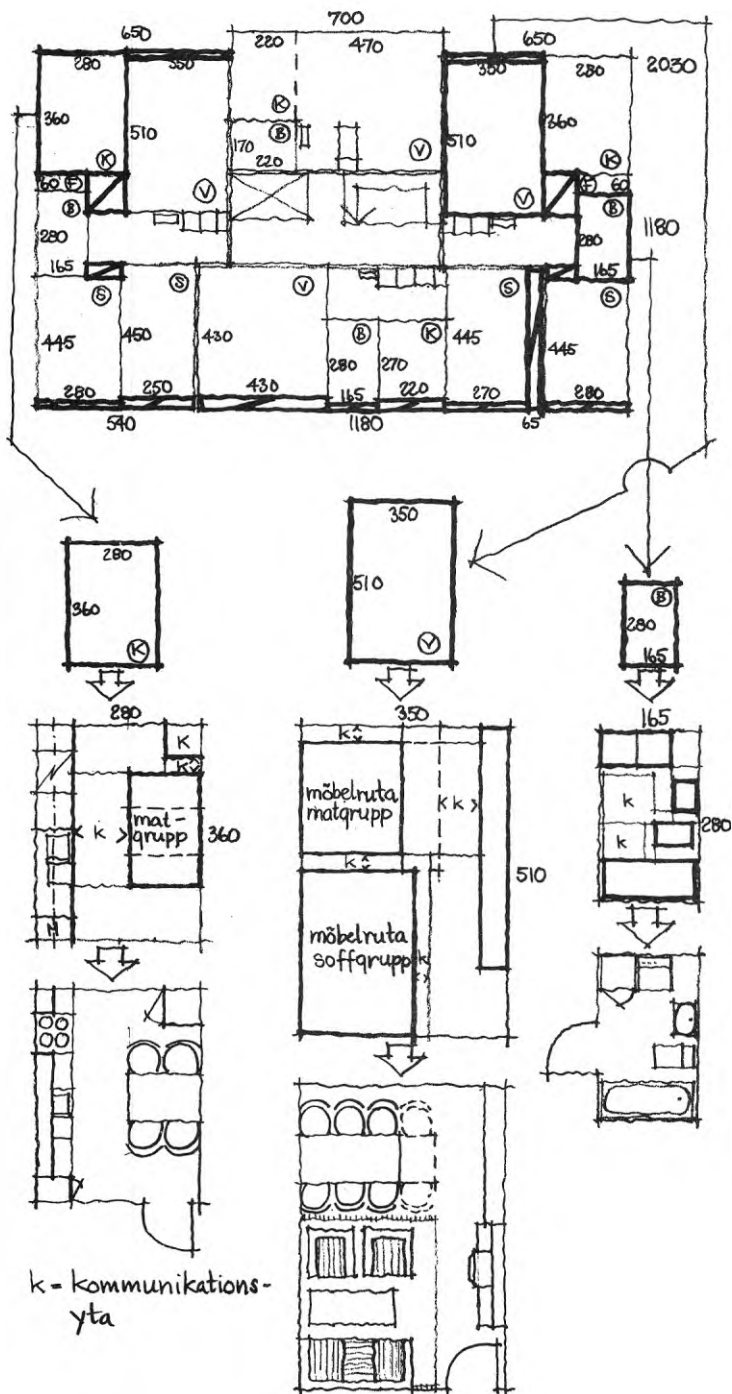 700
650
220
470
650
280
350
350
280
2030
360
510
K
B
510
360
170
V
220
K
K
60
F
V
V
F
60
B
B
280
280
1180
165
165
S
S
V
S
S
445
450
430
B
K
445
445
280
270
280
250
430
165
220
270
280
540
1180
65
280
360
K
350
510
V
B
280
165
280
350
165
K
k
k
mat-
grupp
360
k
möbelruta
matgrupp
k
k
möbelruta
soffgrupp
k
510
k
k
280
k = kommunikations-
yta